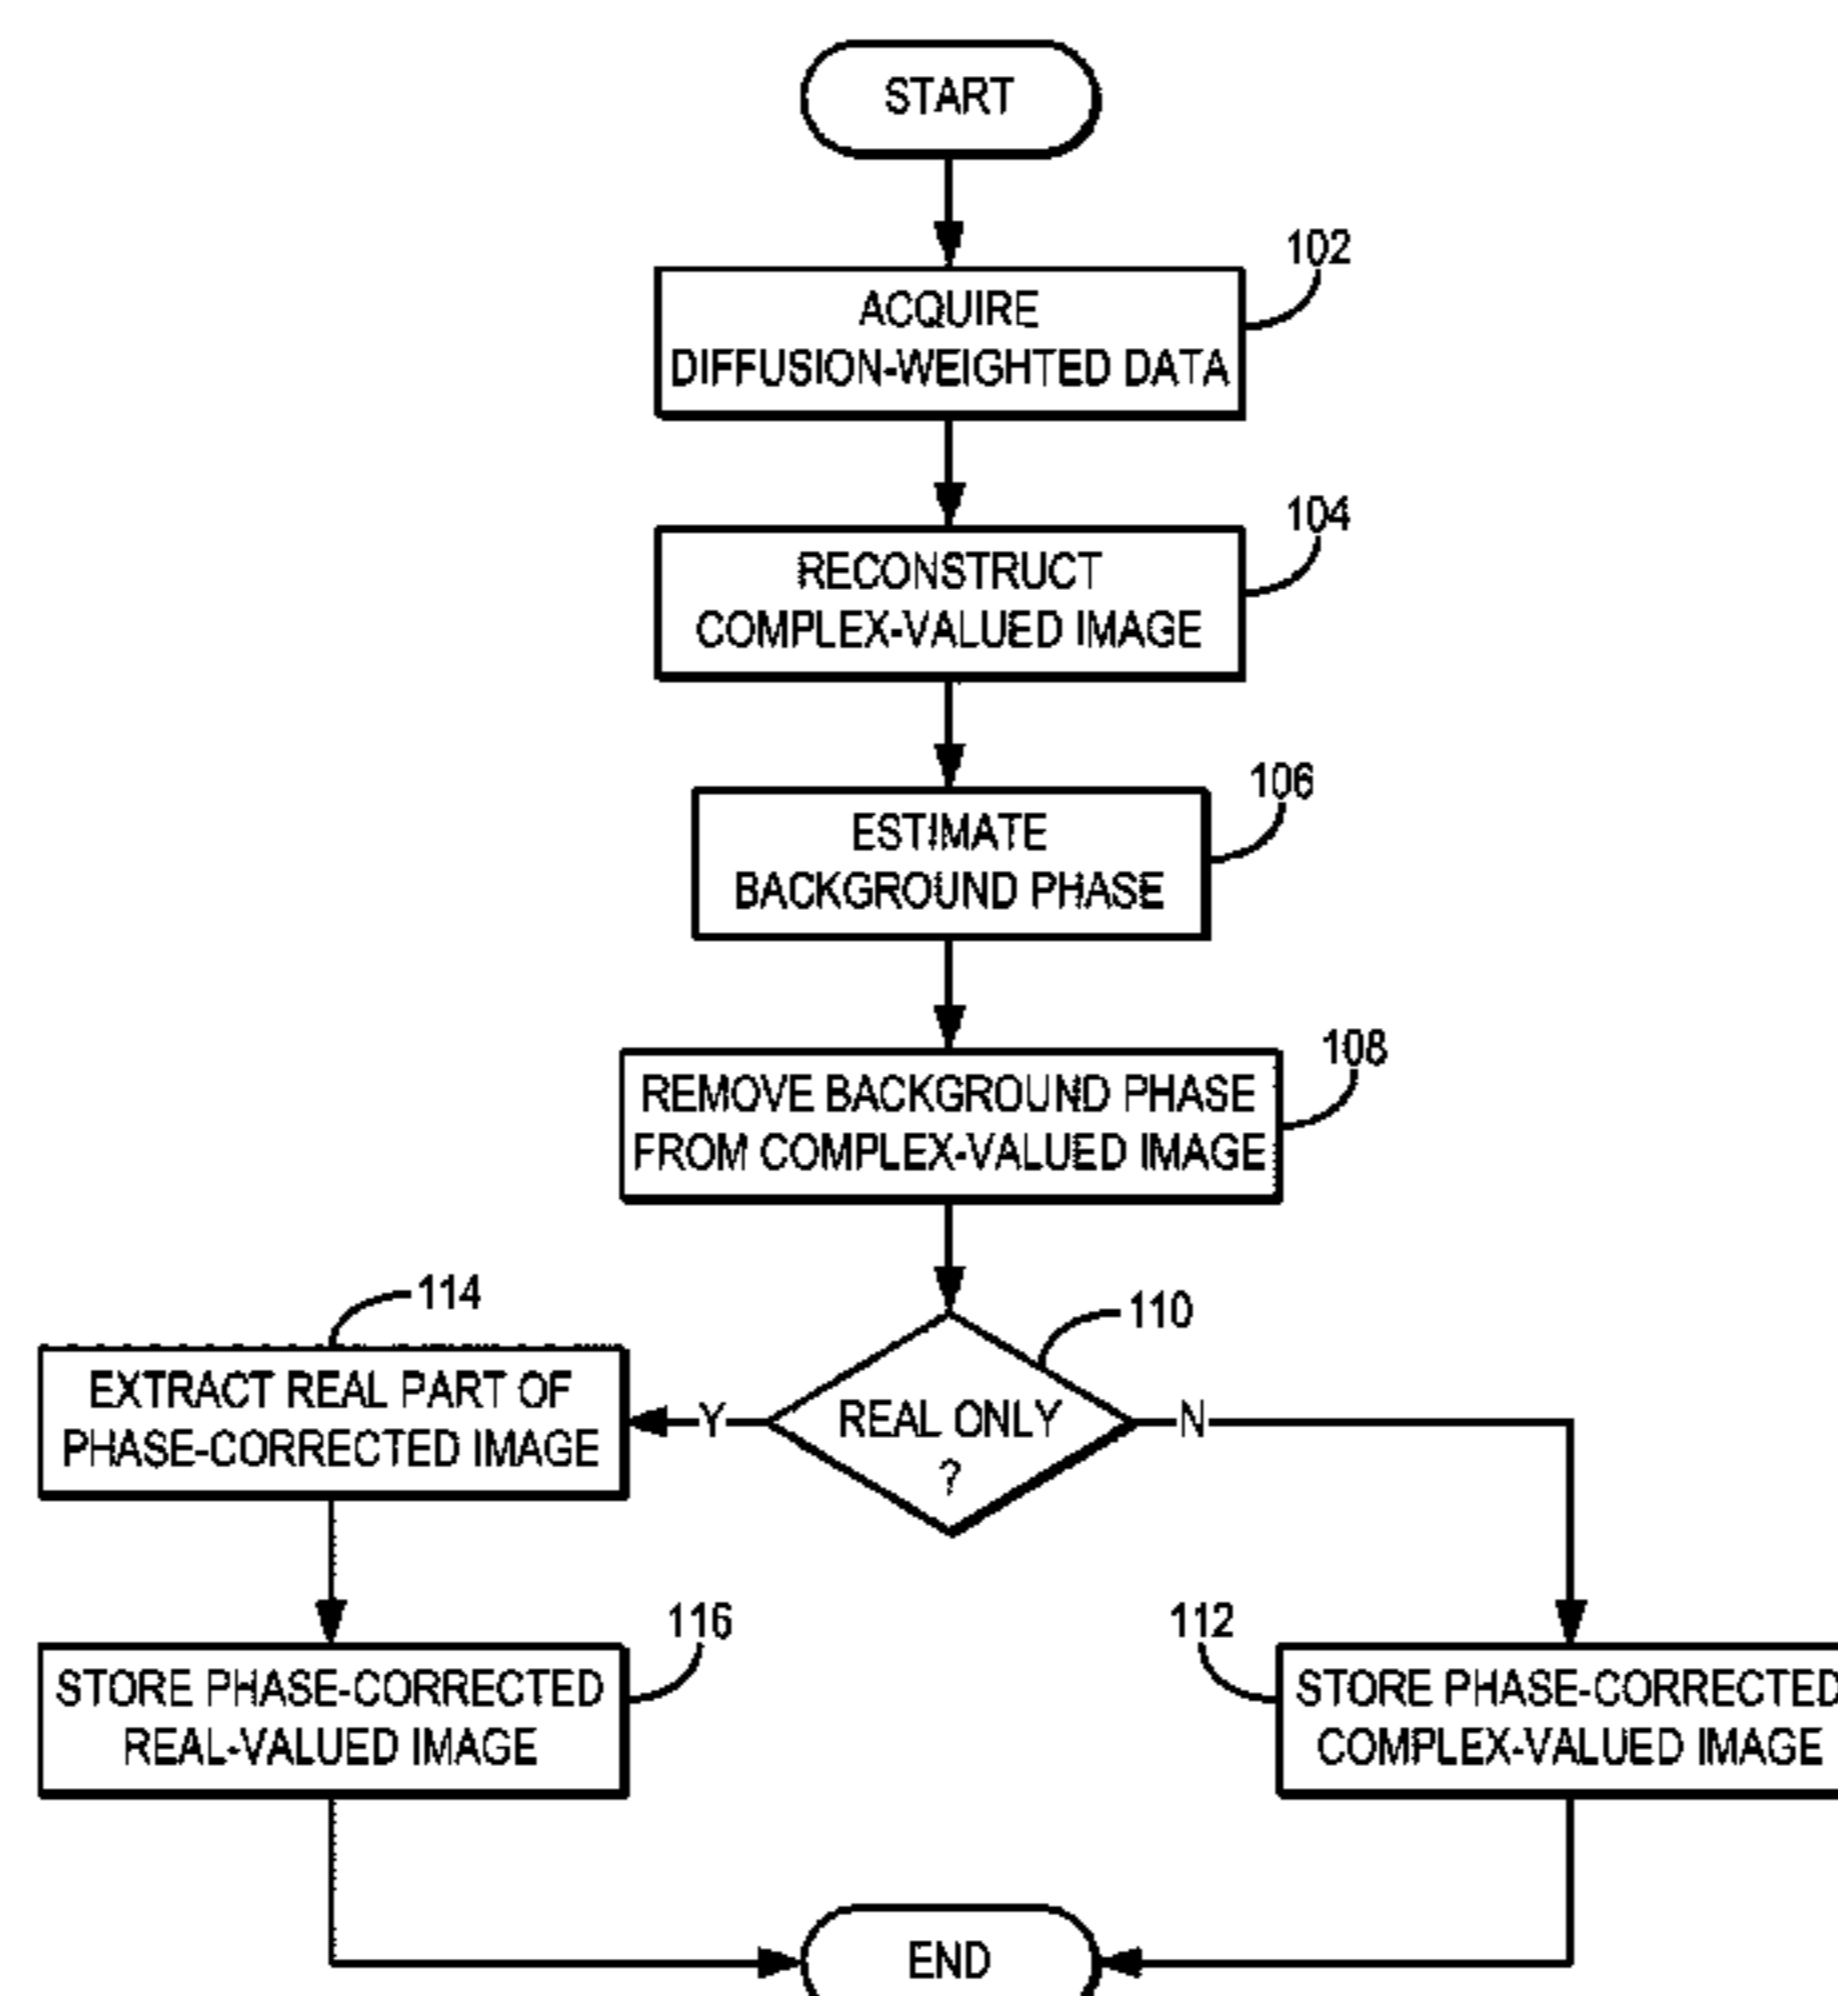 START
102
ACQUIRE
DIFFUSION-WEIGHTED DATA
104
RECONSTRUCT
COMPLEX-VALUED IMAGE
106
ESTIMATE
BACKGROUND PHASE
108
REMOVE BACKGROUND PHASE
FROM COMPLEX-VALUED IMAGE
114
110
EXTRACT REAL PART OF
PHASE-CORRECTED IMAGE
Y
REAL ONLY
?
N
116
STORE PHASE-CORRECTED
REAL-VALUED IMAGE
112
STORE PHASE-CORRECTED
COMPLEX-VALUED IMAGE
END